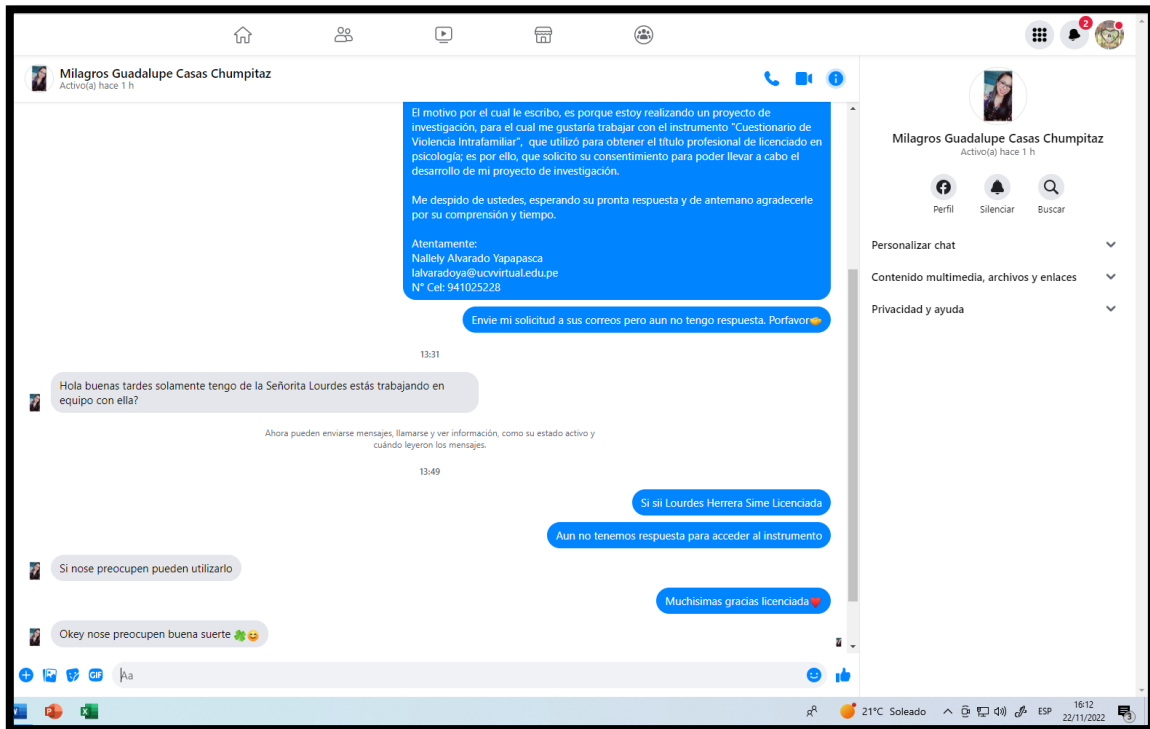 2
Milagros Guadalupe Casas Chumpitaz
Activo(a) hace 1 h
El motivo por el cual le escribo, es porque estoy realizando un proyecto de
investigación, para el cual me gustaría trabajar con el instrumento "Cuestionario de
Violencia Intrafamiliar", que utilizó para obtener el título profesional de licenciado en
psicología; es por ello, que solicito su consentimiento para poder llevar a cabo el
desarrollo de mi proyecto de investigación.
Me despido de ustedes, esperando su pronta respuesta y de antemano agradecerle
por su comprensión y tiempo.
Atentamente:
Nallely Alvarado Yapapasca
lalvaradoya@ucvvirtual.edu.pe
N° Cel: 941025228
Envie mi solicitud a sus correos pero aun no tengo respuesta. Porfavor🤝
13:31
Hola buenas tardes solamente tengo de la Señorita Lourdes estás trabajando en
equipo con ella?
Ahora pueden enviarse mensajes, llamarse y ver información, como su estado activo y
cuándo leyeron los mensajes.
13:49
Si sii Lourdes Herrera Sime Licenciada
Aun no tenemos respuesta para acceder al instrumento
Si nose preocupen pueden utilizarlo
Muchisimas gracias licenciada❤️
Okey nose preocupen buena suerte 🍀😊
GIF
Aa
Milagros Guadalupe Casas Chumpitaz
Activo(a) hace 1 h
Perfil Silenciar Buscar
Personalizar chat
Contenido multimedia, archivos y enlaces
Privacidad y ayuda
21°C Soleado ESP 16:12
22/11/2022
3